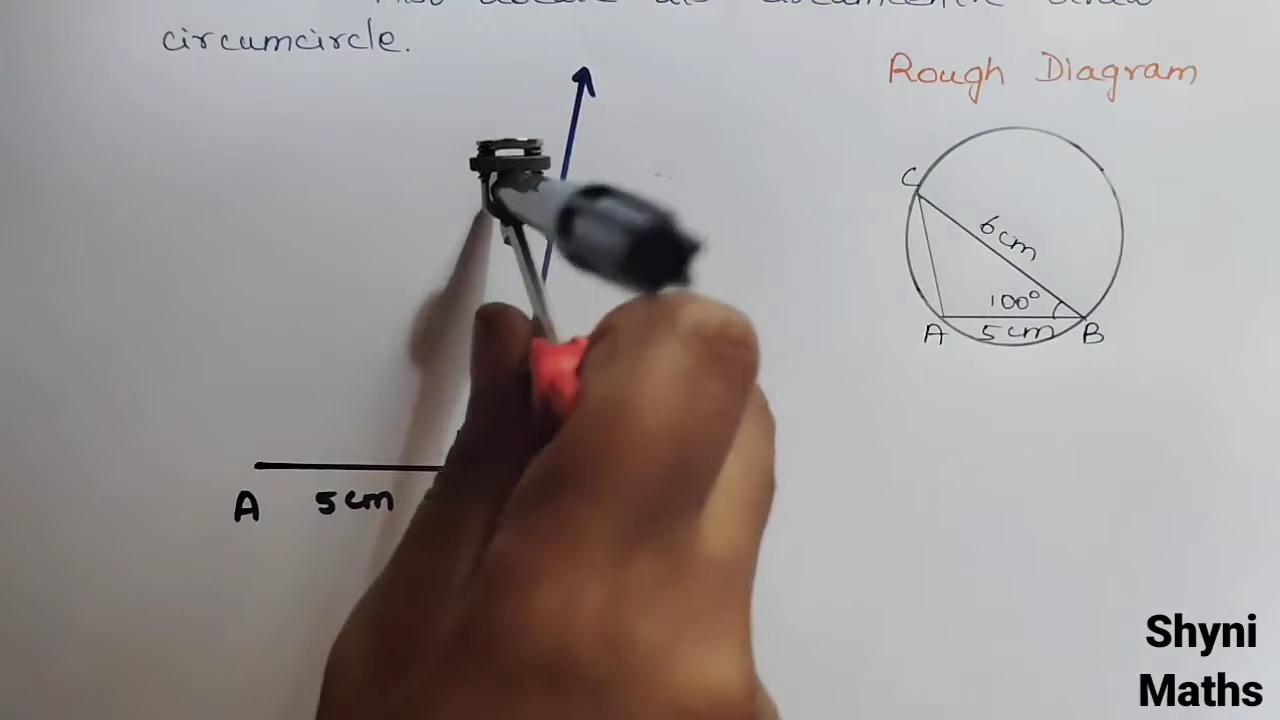 circumcircle.
Rough Diagram
C
6cm
100°
A 5cm B
A 5cm
Shyni
Maths